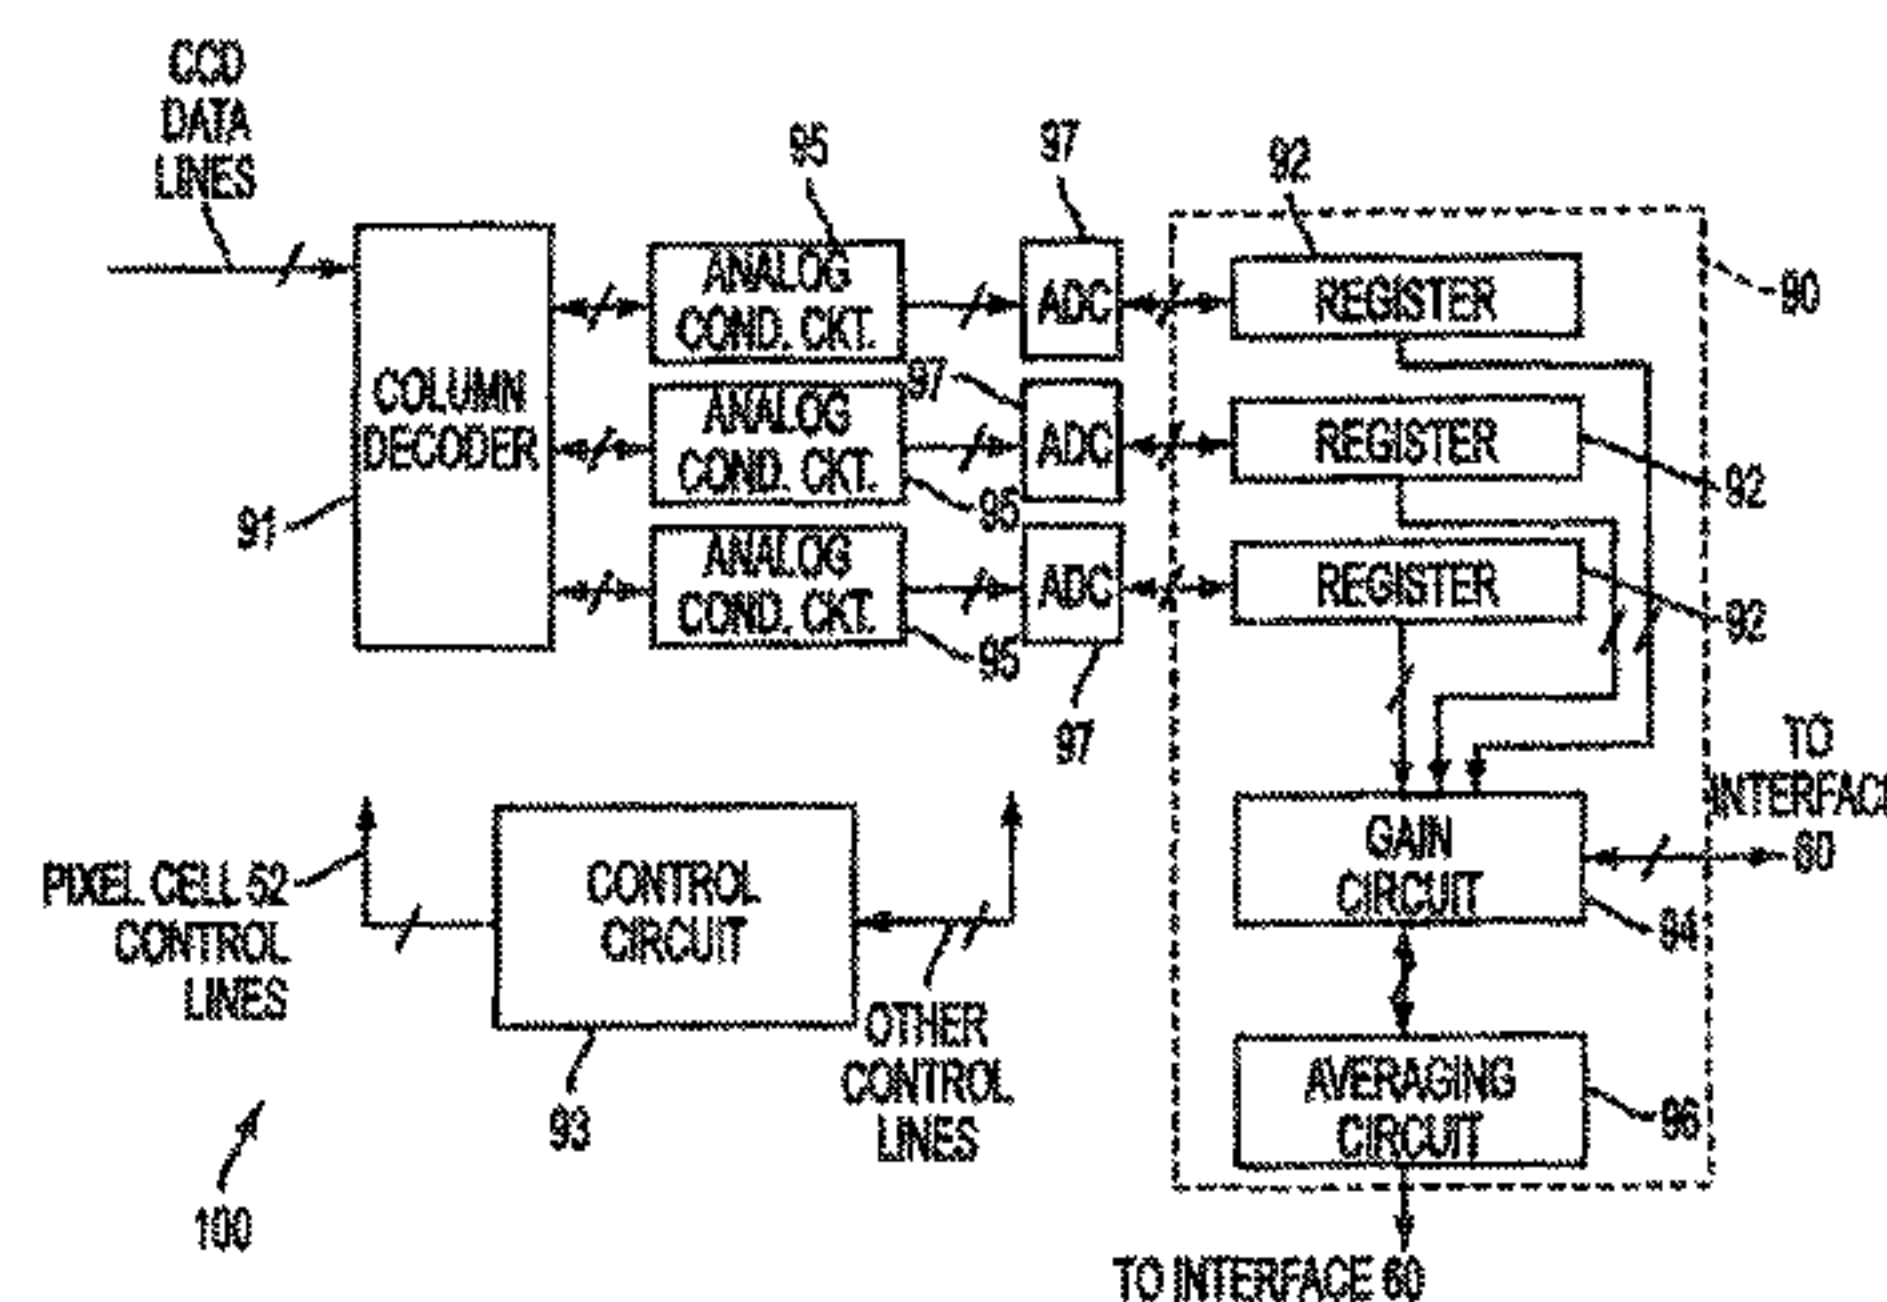 CCD
DATA
LINES
95
97
92
90
COLUMN
DECODER
91
ANALOG
COND. CKT.
ADC
REGISTER
97
ANALOG
COND. CKT.
95
ADC
REGISTER
92
ANALOG
COND. CKT.
95
ADC
97
REGISTER
92
PIXEL CELL 52
CONTROL
LINES
CONTROL
CIRCUIT
93
OTHER
CONTROL
LINES
GAIN
CIRCUIT
94
TO
INTERFACE
60
AVERAGING
CIRCUIT
96
100
TO INTERFACE 60